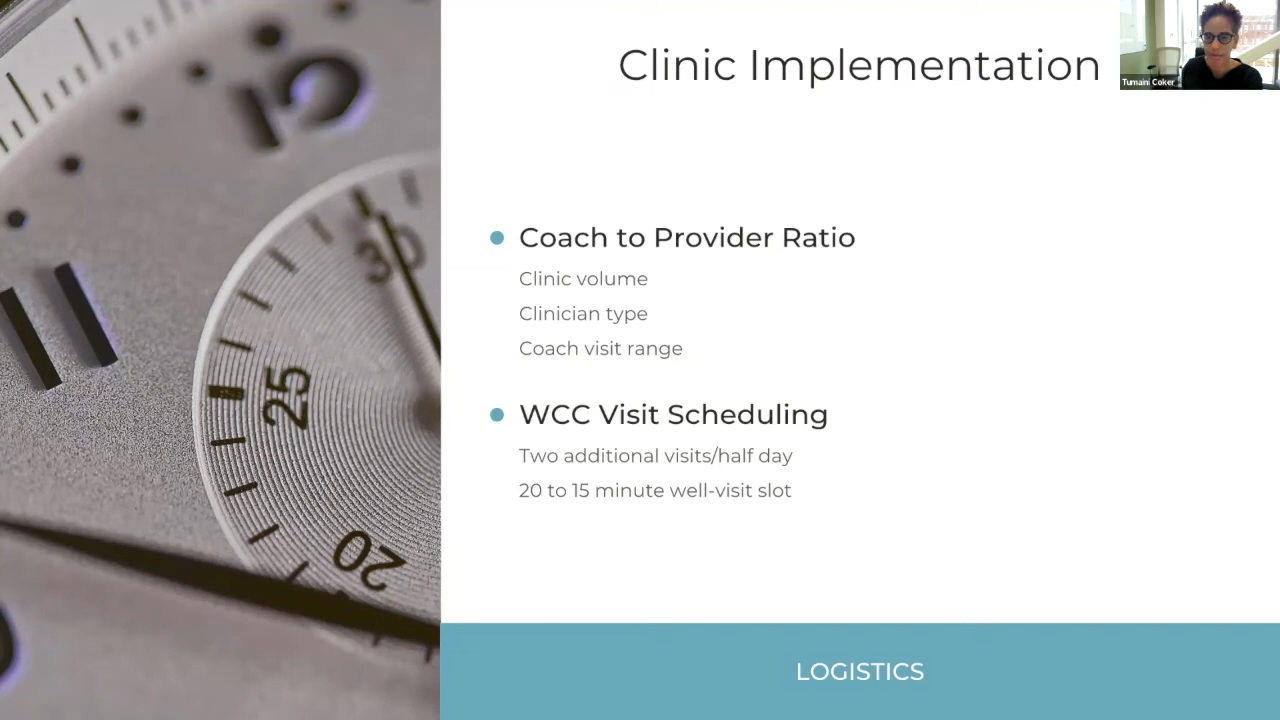 Clinic Implementation
Tumaini Coker
Coach to Provider Ratio
Clinic volume
Clinician type
Coach visit range
WCC Visit Scheduling
Two additional visits/half day
20 to 15 minute well-visit slot
LOGISTICS
15
30
25
20